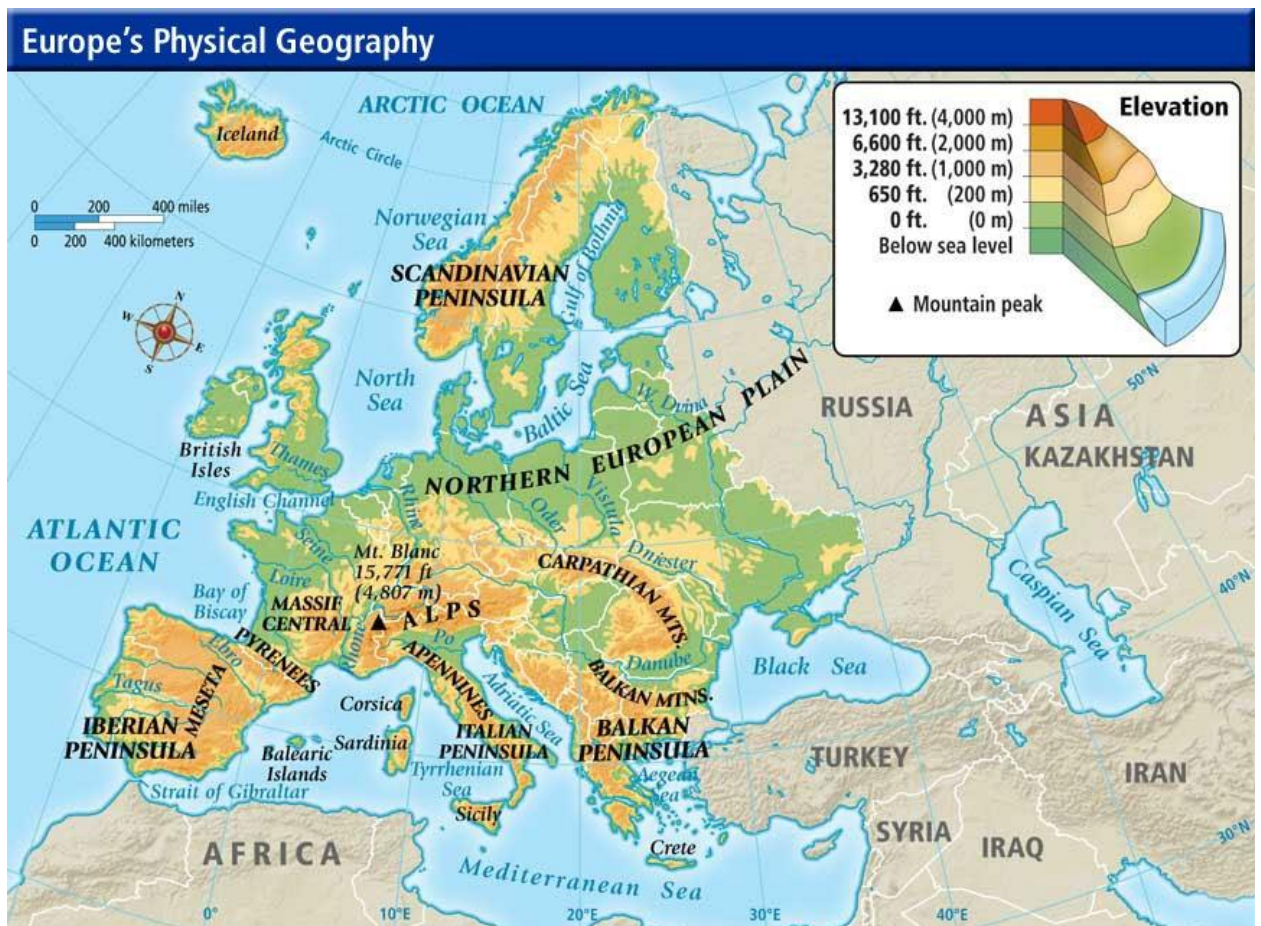 Europe's Physical Geography
ARCTIC OCEAN
Iceland
Arctic Circle
Elevation
13,100 ft. (4,000 m)
6,600 ft. (2,000 m)
3,280 ft. (1,000 m)
650 ft. (200 m)
0 ft. (0 m)
Below sea level
▲ Mountain peak
0 200 400 miles
0 200 400 kilometers
N
W
E
S
Norwegian
Sea
SCANDINAVIAN
PENINSULA
Gulf of Bothnia
North
Sea
Baltic Sea
W. Dvina
RUSSIA
ASIA
KAZAKHSTAN
50°N
British
Isles
Thames
English Channel
NORTHERN EUROPEAN PLAIN
Rhine
Oder
Vistula
ATLANTIC
OCEAN
Seine
Mt. Blanc
15,771 ft
(4,807 m)
Dniester
CARPATHIAN MTS.
Caspian Sea
40°N
Bay of
Biscay
Loire
MASSIF
CENTRAL
ALPS
Rhone
Po
PYRENEES
Ebro
Tagus
MESETA
IBERIAN
PENINSULA
APENNINES
Adriatic Sea
Danube
Black Sea
BALKAN MTNS.
BALKAN
PENINSULA
Corsica
Sardinia
ITALIAN
PENINSULA
Balearic
Islands
Tyrrhenian
Sea
Aegean
Sea
TURKEY
IRAN
Strait of Gibraltar
Sicily
Crete
SYRIA
IRAQ
30°N
AFRICA
Mediterranean Sea
0°
10°E
20°E
30°E
40°E